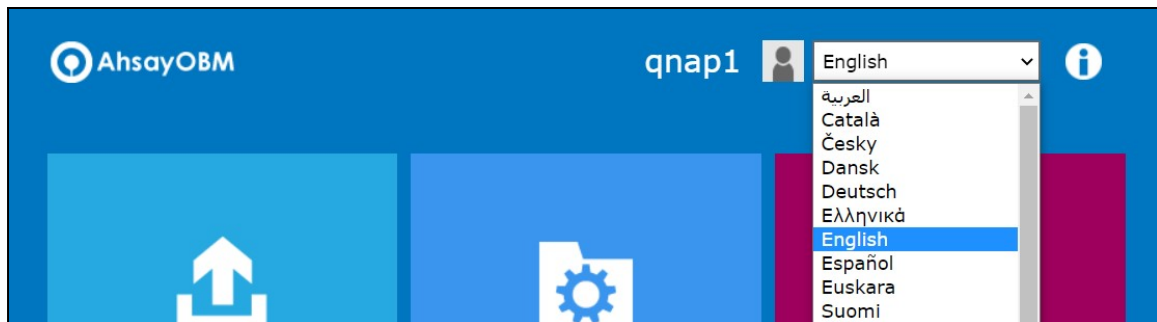 AhsayOBM
qnap1
English
العربية
Català
Česky
Dansk
Deutsch
Ελληνικά
English
Español
Euskara
Suomi